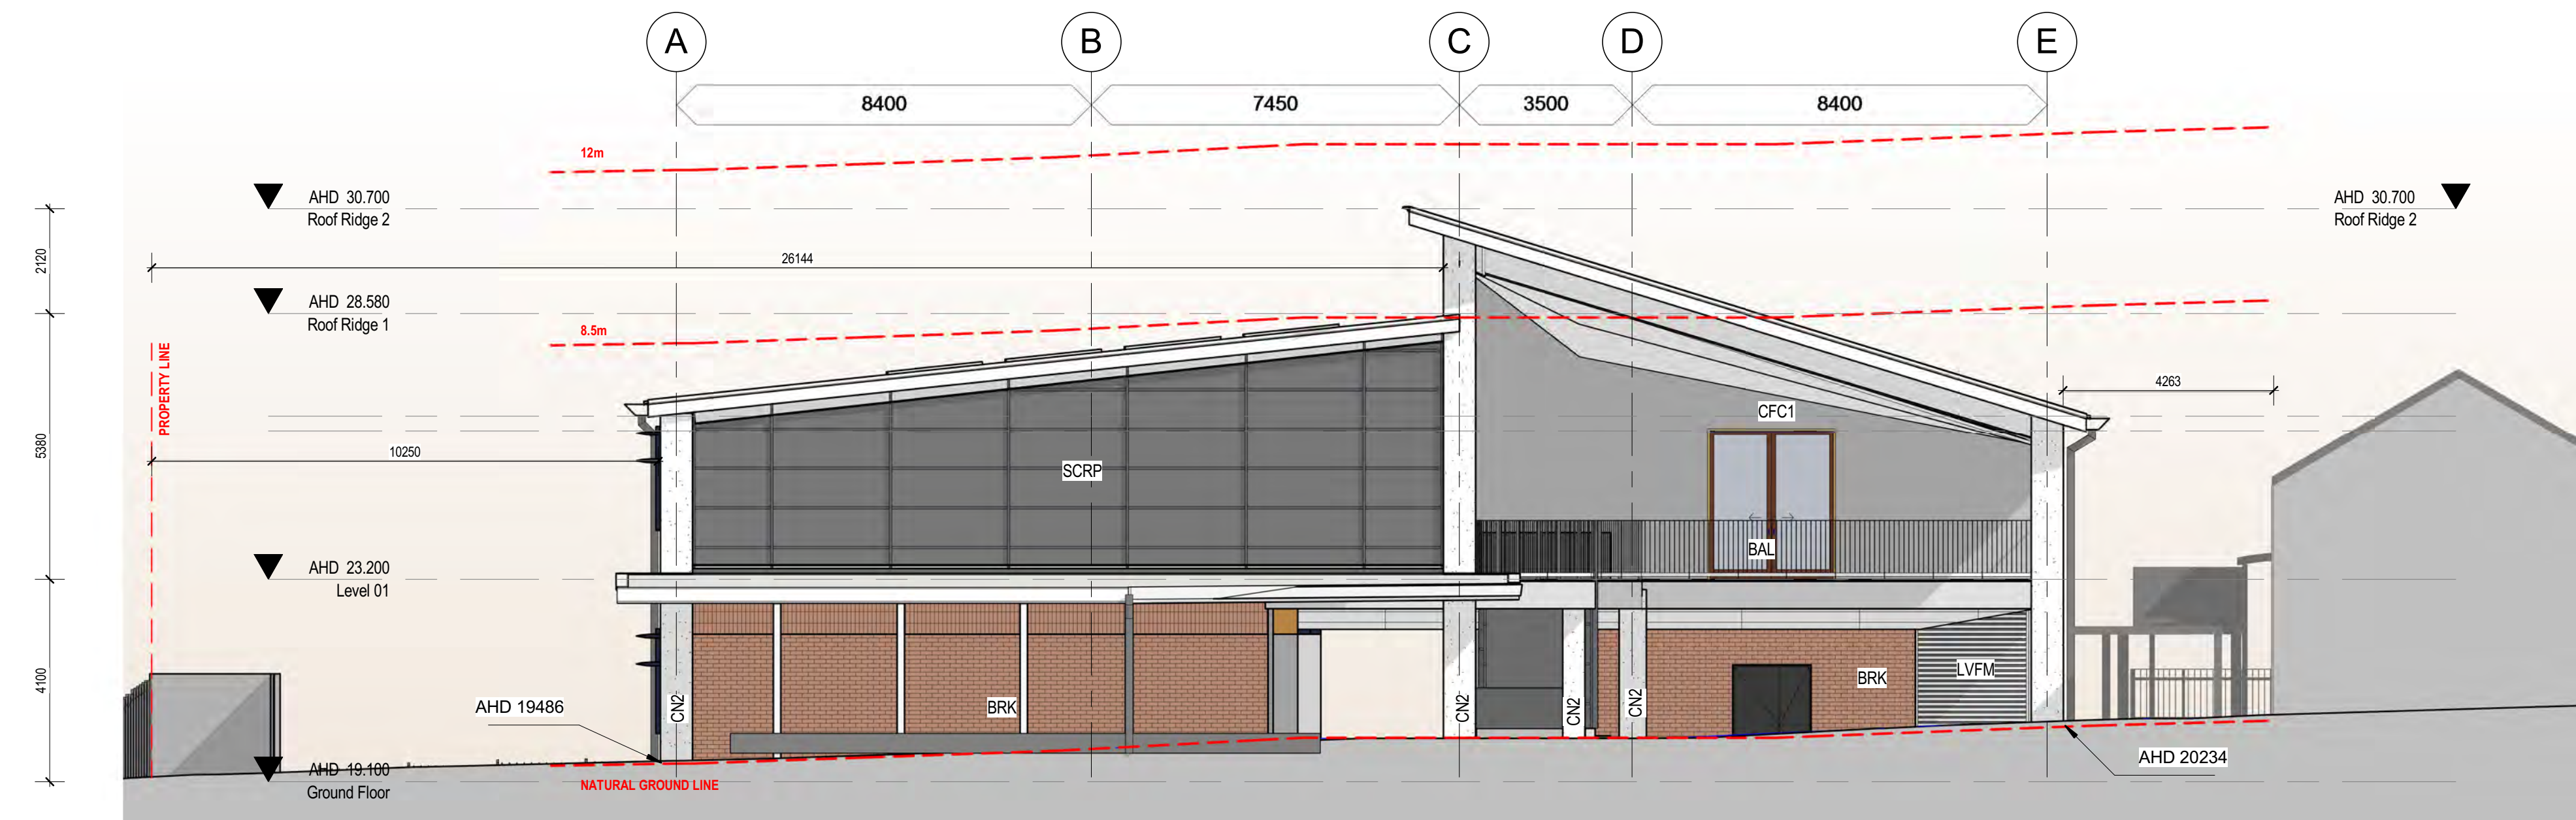 A
B
C
D
E
8400
7450
3500
8400
12m
AHD 30.700
Roof Ridge 2
AHD 30.700
Roof Ridge 2
2120
26144
AHD 28.580
Roof Ridge 1
8.5m
PROPERTY LINE
4263
CFC1
5380
10250
SCRP
BAL
AHD 23.200
Level 01
4100
LVFM
BRK
BRK
CN2
CN2
CN2
CN2
AHD 19486
AHD 20234
AHD 19.100
Ground Floor
NATURAL GROUND LINE